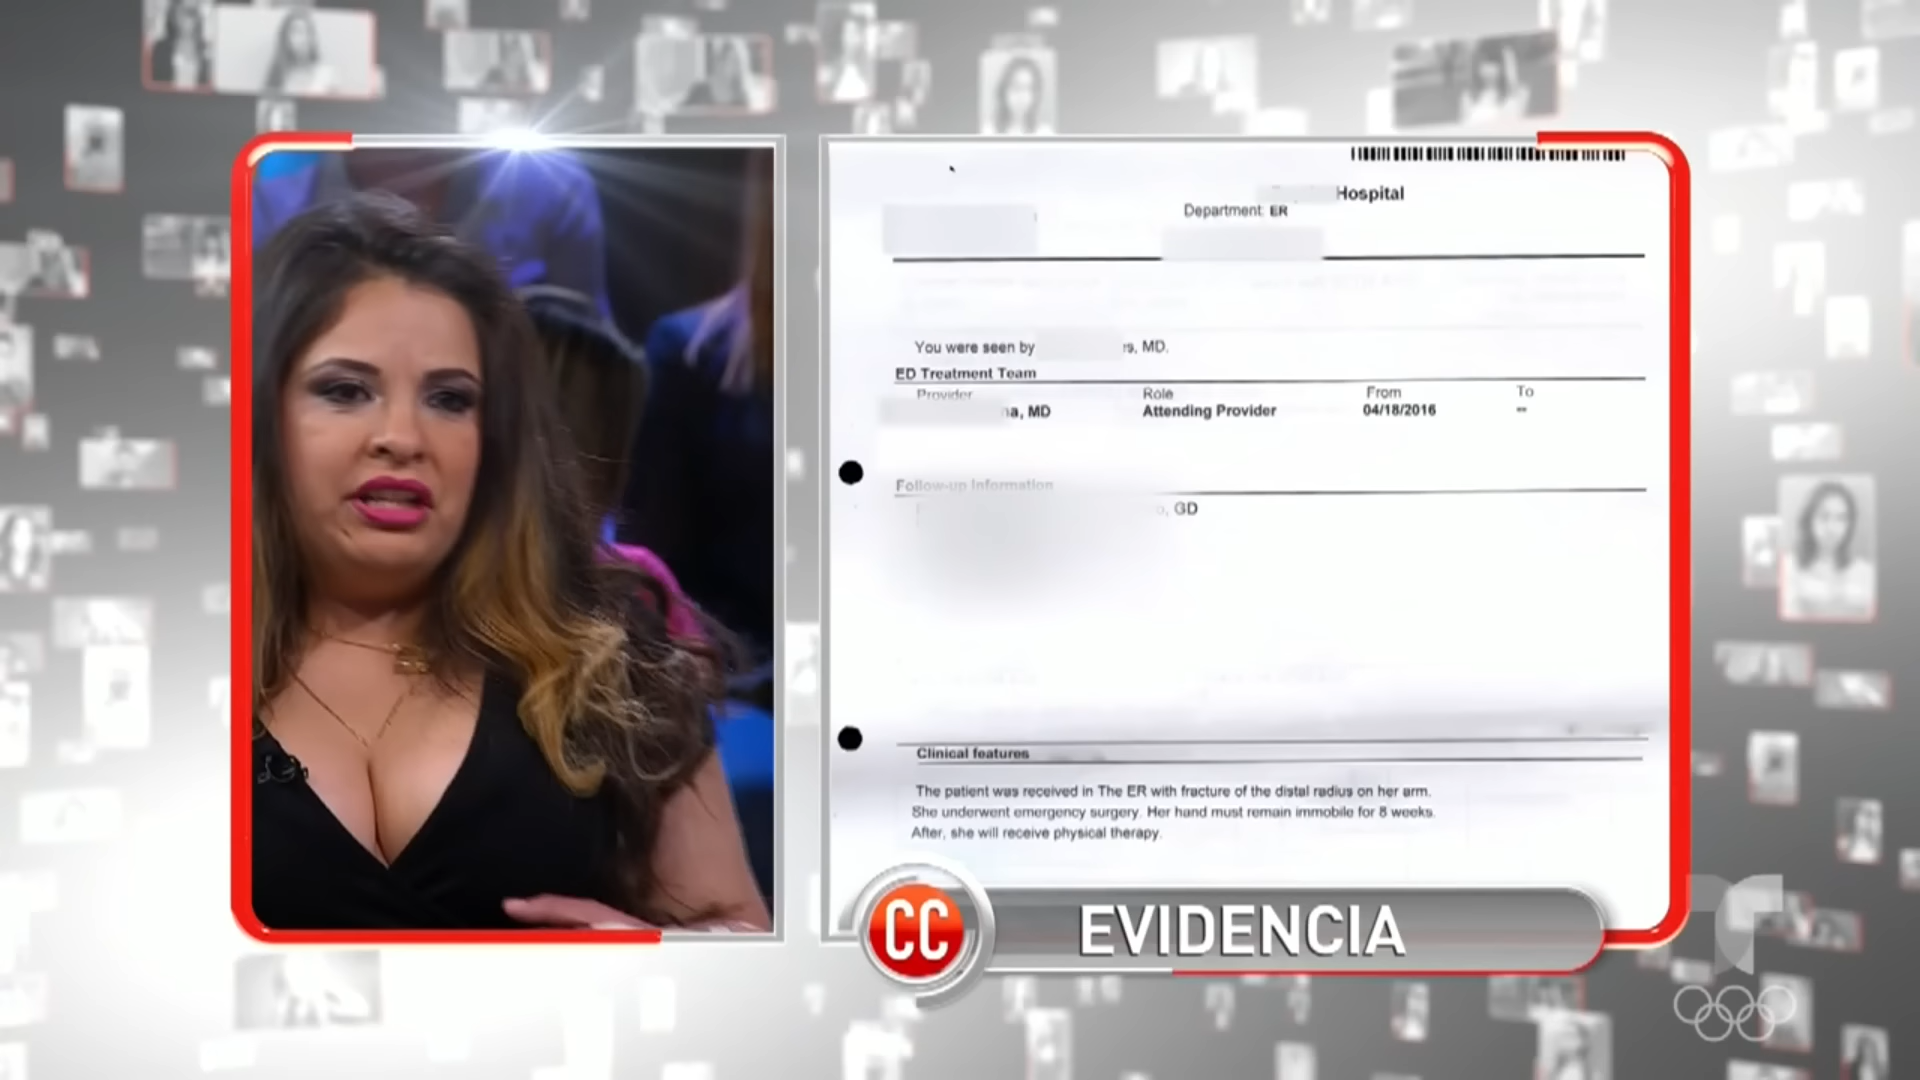 Hospital
Department: ER
You were seen by
MD.
ED Treatment Team
Provider Role From To
MD Attending Provider 04/18/2016 --
Follow-up Information
GD
Clinical features
The patient was received in The ER with fracture of the distal radius on her arm.
She underwent emergency surgery. Her hand must remain immobile for 8 weeks.
After, she will receive physical therapy.
CC EVIDENCIA